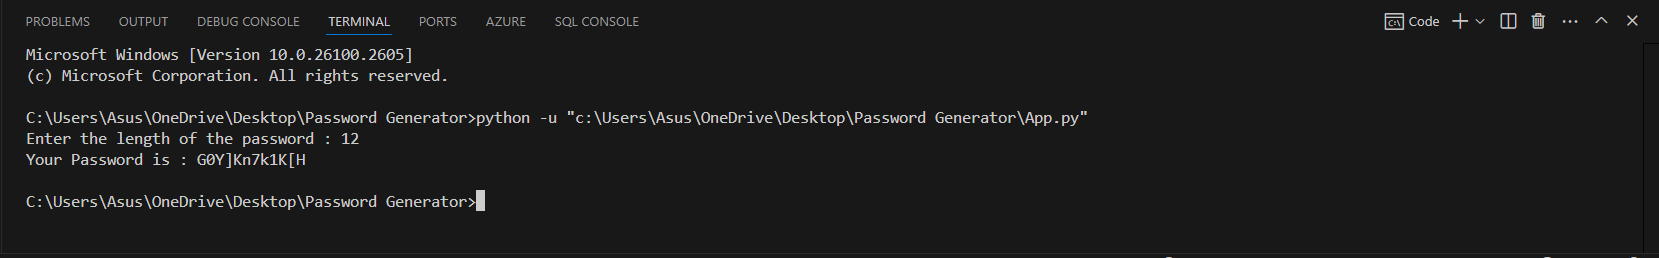 PROBLEMS OUTPUT DEBUG CONSOLE TERMINAL PORTS AZURE SQL CONSOLE Code
Microsoft Windows [Version 10.0.26100.2605]
(c) Microsoft Corporation. All rights reserved.
C:\Users\Asus\OneDrive\Desktop\Password Generator>python -u "c:\Users\Asus\OneDrive\Desktop\Password Generator\App.py"
Enter the length of the password : 12
Your Password is : G0Y]Kn7k1K[H
C:\Users\Asus\OneDrive\Desktop\Password Generator>